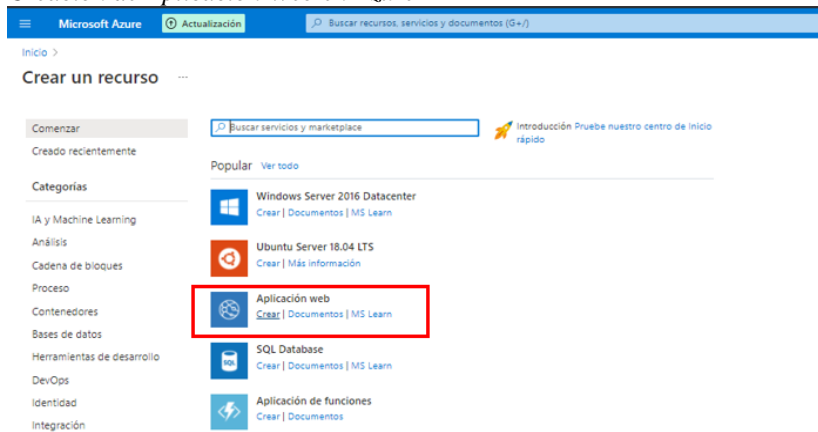 Microsoft Azure
Actualización
Buscar recursos, servicios y documentos (G+/)
Inicio >
Crear un recurso ...
Comenzar
Creado recientemente
Categorías
IA y Machine Learning
Análisis
Cadena de bloques
Proceso
Contenedores
Bases de datos
Herramientas de desarrollo
DevOps
Identidad
Integración
Buscar servicios y marketplace
Introducción Pruebe nuestro centro de inicio
rápido
Popular Ver todo
Windows Server 2016 Datacenter
Crear | Documentos | MS Learn
Ubuntu Server 18.04 LTS
Crear | Más información
Aplicación web
Crear | Documentos | MS Learn
SQL
SQL Database
Crear | Documentos | MS Learn
Aplicación de funciones
Crear | Documentos